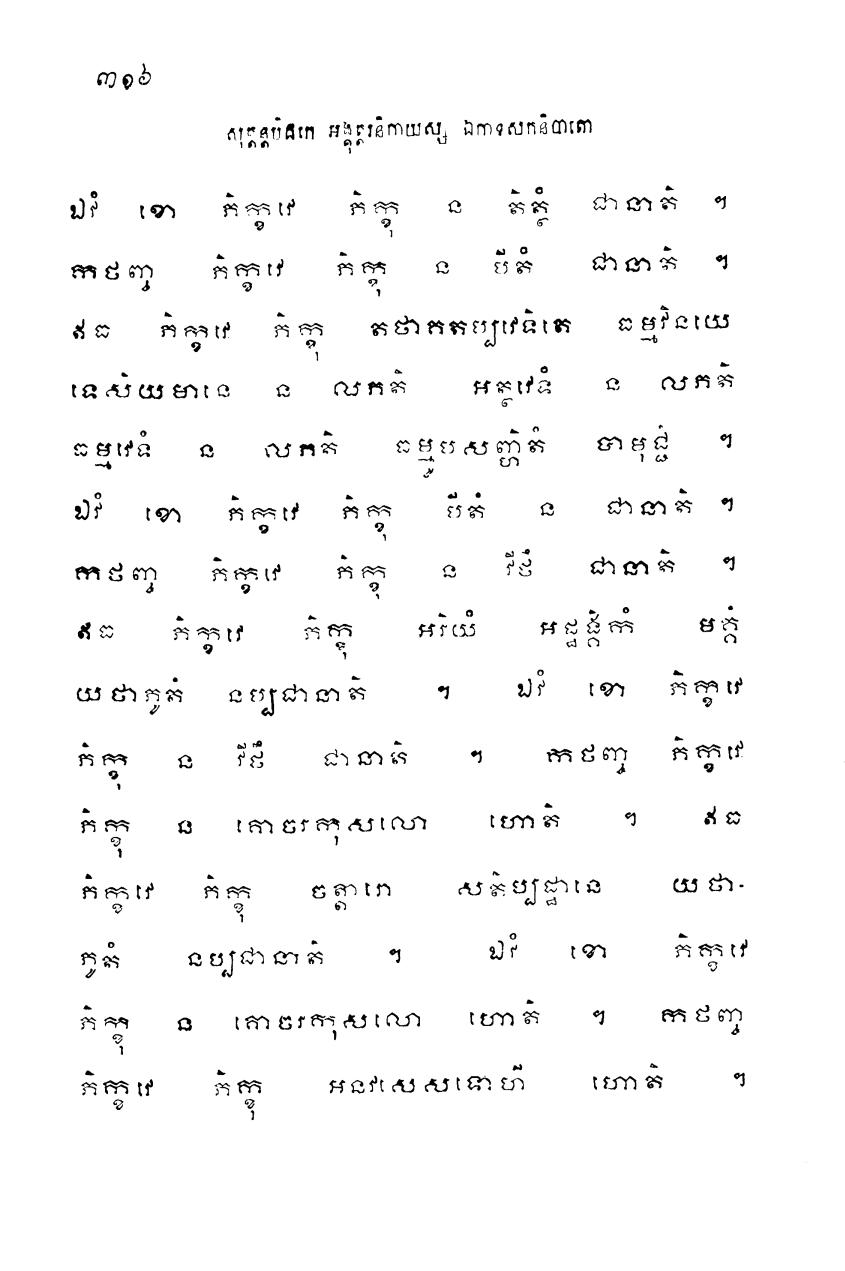 ៣១៦
សុត្តន្តបិដកេ អង្គុត្តរនិកាយស្ស ឯកាទសកនិបាតោ
ឯវំ ខោ ភិក្ខវេ ភិក្ខុ ន តិត្ថំ ជានាតិ ។
កថញ្ច ភិក្ខវេ ភិក្ខុ ន បីតំ ជានាតិ ។
ឥធ ភិក្ខវេ ភិក្ខុ តថាគតប្បវេទិតេ ធម្មវិនយេ
ទេសិយមានេ ន លភតិ អត្ថវេទំ ន លភតិ
ធម្មវេទំ ន លភតិ ធម្មូបសញ្ហិតំ បាមុជ្ជំ ។
ឯវំ ខោ ភិក្ខវេ ភិក្ខុ បីតំ ន ជានាតិ ។
កថញ្ច ភិក្ខវេ ភិក្ខុ ន វីថឹ ជានាតិ ។
ឥធ ភិក្ខវេ ភិក្ខុ អរិយំ អដ្ឋង្គិកំ មគ្គំ
យថាភូតំ នប្បជានាតិ ។ ឯវំ ខោ ភិក្ខវេ
ភិក្ខុ ន វីថឹ ជានាតិ ។ កថញ្ច ភិក្ខវេ
ភិក្ខុ ន គោចរកុសលោ ហោតិ ។ ឥធ
ភិក្ខវេ ភិក្ខុ ចត្តារោ សតិប្បដ្ឋានេ យថា-
ភូតំ នប្បជានាតិ ។ ឯវំ ខោ ភិក្ខវេ
ភិក្ខុ ន គោចរកុសលោ ហោតិ ។ កថញ្ច
ភិក្ខវេ ភិក្ខុ អនវសេសទោហី ហោតិ ។